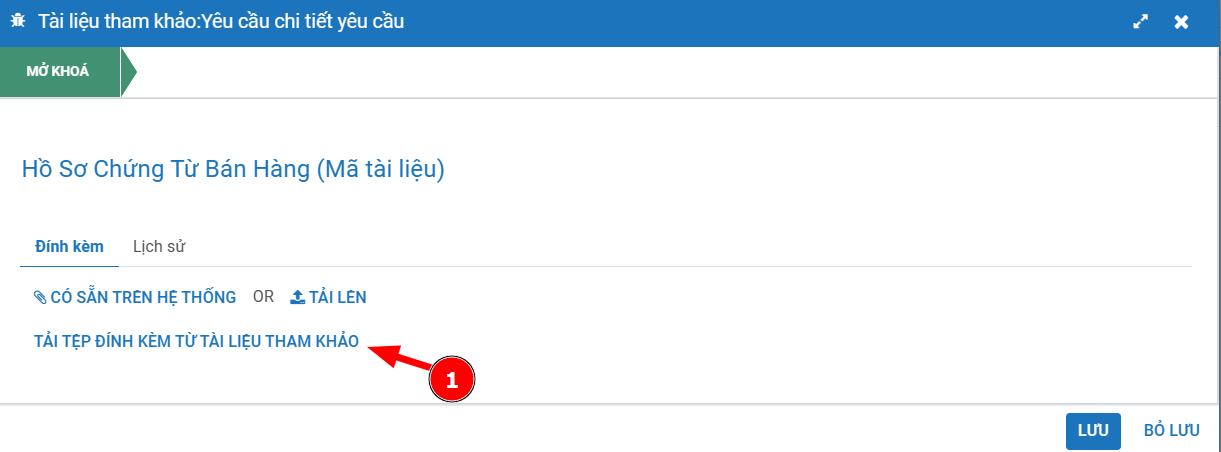 Tài liệu tham khảo:Yêu cầu chi tiết yêu cầu
MỞ KHOÁ
Hồ Sơ Chứng Từ Bán Hàng (Mã tài liệu)
Đính kèm Lịch sử
CÓ SẴN TRÊN HỆ THỐNG OR TẢI LÊN
TẢI TỆP ĐÍNH KÈM TỪ TÀI LIỆU THAM KHẢO
1
LƯU BỎ LƯU